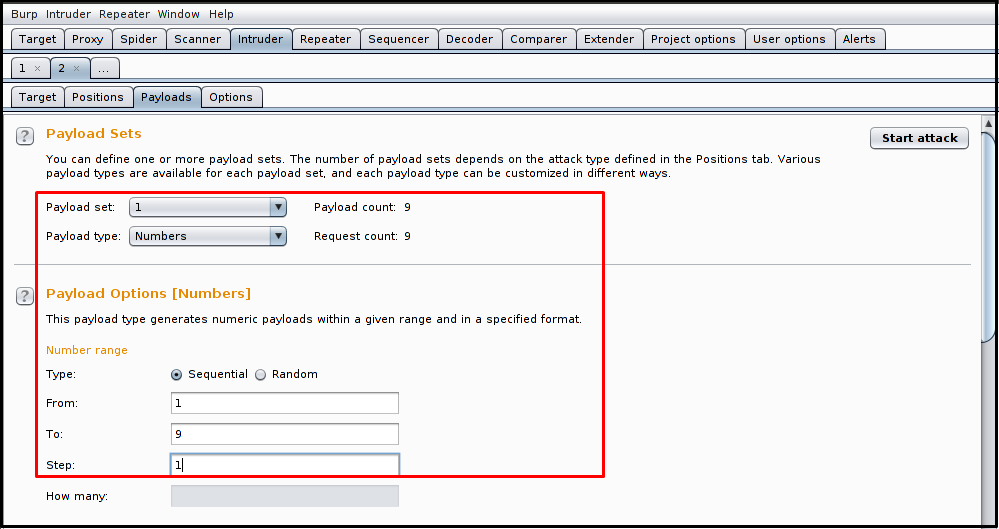 Burp Intruder Repeater Window Help
Target Proxy Spider Scanner Intruder Repeater Sequencer Decoder Comparer Extender Project options User options Alerts
1 × 2 × ...
Target Positions Payloads Options
? Payload Sets Start attack
You can define one or more payload sets. The number of payload sets depends on the attack type defined in the Positions tab. Various
payload types are available for each payload set, and each payload type can be customized in different ways.
Payload set: 1 Payload count: 9
Payload type: Numbers Request count: 9
? Payload Options [Numbers]
This payload type generates numeric payloads within a given range and in a specified format.
Number range
Type: Sequential Random
From: 1
To: 9
Step: 1
How many: